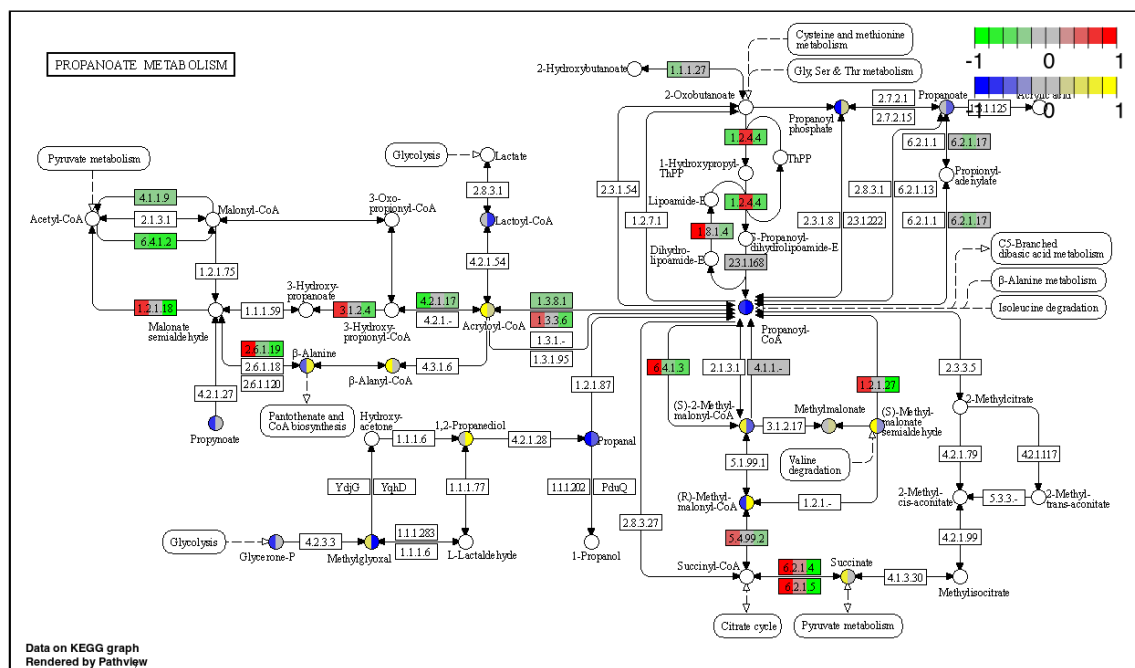 PROPANOATE METABOLISM
Cysteine and methionine
metabolism
Gly, Ser & Thr metabolism
-1 0 1
-1 0 1
2-Hydroxybutanoate
1.1.1.27
2-Oxobutanoate
Propanoyl
phosphate
2.7.2.1
2.7.2.15
Propanoate
Acrylic acid
1.3.1.125
Pyruvate metabolism
Glycolysis
Lactate
2.8.3.1
Lactoyl-CoA
4.2.1.54
1.2.4.4
ThPP
1-Hydroxypropyl-
ThPP
1.2.4.4
Lipoamide-E
1.8.1.4
Dihydro-
lipoamide-E
S-Propanoyl-
dihydrolipoamide-E
2.3.1.168
2.3.1.54
1.2.7.1
2.8.3.1
2.3.1.8
2.3.1.222
6.2.1.1
6.2.1.17
6.2.1.13
Propionyl-
adenylate
6.2.1.1
6.2.1.17
C5-Branched
dibasic acid metabolism
β-Alanine metabolism
Isoleucine degradation
Acetyl-CoA
4.1.1.9
2.1.3.1
6.4.1.2
Malonyl-CoA
3-Oxo-
propionyl-CoA
1.2.1.75
1.2.1.18
Malonate
semialdehyde
1.1.1.59
3-Hydroxy-
propanoate
3.1.2.4
3-Hydroxy-
propionyl-CoA
4.2.1.17
4.2.1.-
Acryloyl-CoA
1.3.8.1
1.3.3.6
1.3.1.-
1.3.1.95
Propanoyl-
CoA
2.6.1.19
2.6.1.18
2.6.1.120
β-Alanine
β-Alanyl-CoA
4.3.1.6
4.2.1.27
Propynoate
Pantothenate and
CoA biosynthesis
1.2.1.87
6.4.1.3
2.1.3.1
4.1.1.-
1.2.1.27
2.3.3.5
(S)-2-Methyl-
malonyl-CoA
3.1.2.17
Methylmalonate
(S)-Methyl-
malonate
semialdehyde
2-Methylcitrate
Hydroxy-
acetone
1.1.1.6
1,2-Propanediol
4.2.1.28
Propanal
Valine
degradation
5.1.99.1
4.2.1.79
4.2.1.117
YdjG
YqhD
1.1.1.77
1.1.1.202
PduQ
2.8.3.27
(R)-Methyl-
malonyl-CoA
1.2.1.-
2-Methyl-
cis-aconitate
5.3.3.-
2-Methyl-
trans-aconitate
Glycolysis
Glycerone-P
4.2.3.3
Methylglyoxal
1.1.1.283
1.1.1.6
L-Lactaldehyde
1-Propanol
5.4.99.2
4.2.1.99
Succinyl-CoA
6.2.1.4
6.2.1.5
Succinate
4.1.3.30
Methylisocitrate
Citrate cycle
Pyruvate metabolism
Data on KEGG graph
Rendered by Pathview